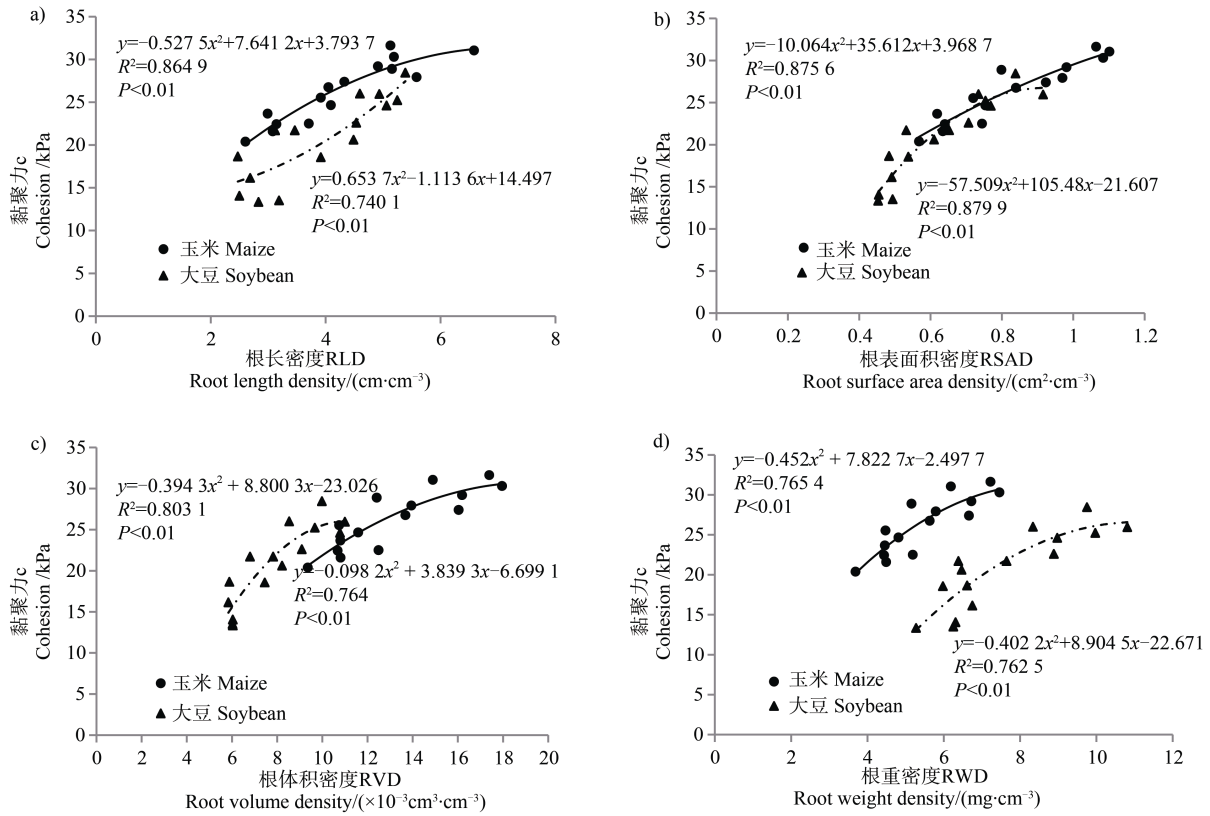 a)
y=−0.527 5x²+7.641 2x+3.793 7
R²=0.864 9
P<0.01
y=0.653 7x²−1.113 6x+14.497
R²=0.740 1
P<0.01
玉米 Maize
大豆 Soybean
黏聚力c
Cohesion /kPa
35
30
25
20
15
10
5
0
0 2 4 6 8
根长密度RLD
Root length density/(cm·cm⁻³)
b)
y=−10.064x²+35.612x+3.968 7
R²=0.875 6
P<0.01
y=−57.509x²+105.48x−21.607
R²=0.879 9
P<0.01
玉米 Maize
大豆 Soybean
黏聚力c
Cohesion /kPa
35
30
25
20
15
10
5
0
0 0.2 0.4 0.6 0.8 1 1.2
根表面积密度RSAD
Root surface area density/(cm²·cm⁻³)
c)
y=−0.394 3x² + 8.800 3x−23.026
R²=0.803 1
P<0.01
y=−0.098 2x² + 3.839 3x−6.699 1
R²=0.764
P<0.01
玉米 Maize
大豆 Soybean
黏聚力c
Cohesion /kPa
35
30
25
20
15
10
5
0
0 2 4 6 8 10 12 14 16 18 20
根体积密度RVD
Root volume density/(×10⁻³cm³·cm⁻³)
d)
y=−0.452x² + 7.822 7x−2.497 7
R²=0.765 4
P<0.01
y=−0.402 2x²+8.904 5x−22.671
R²=0.762 5
P<0.01
玉米 Maize
大豆 Soybean
黏聚力c
Cohesion /kPa
35
30
25
20
15
10
5
0
0 2 4 6 8 10 12
根重密度RWD
Root weight density/(mg·cm⁻³)